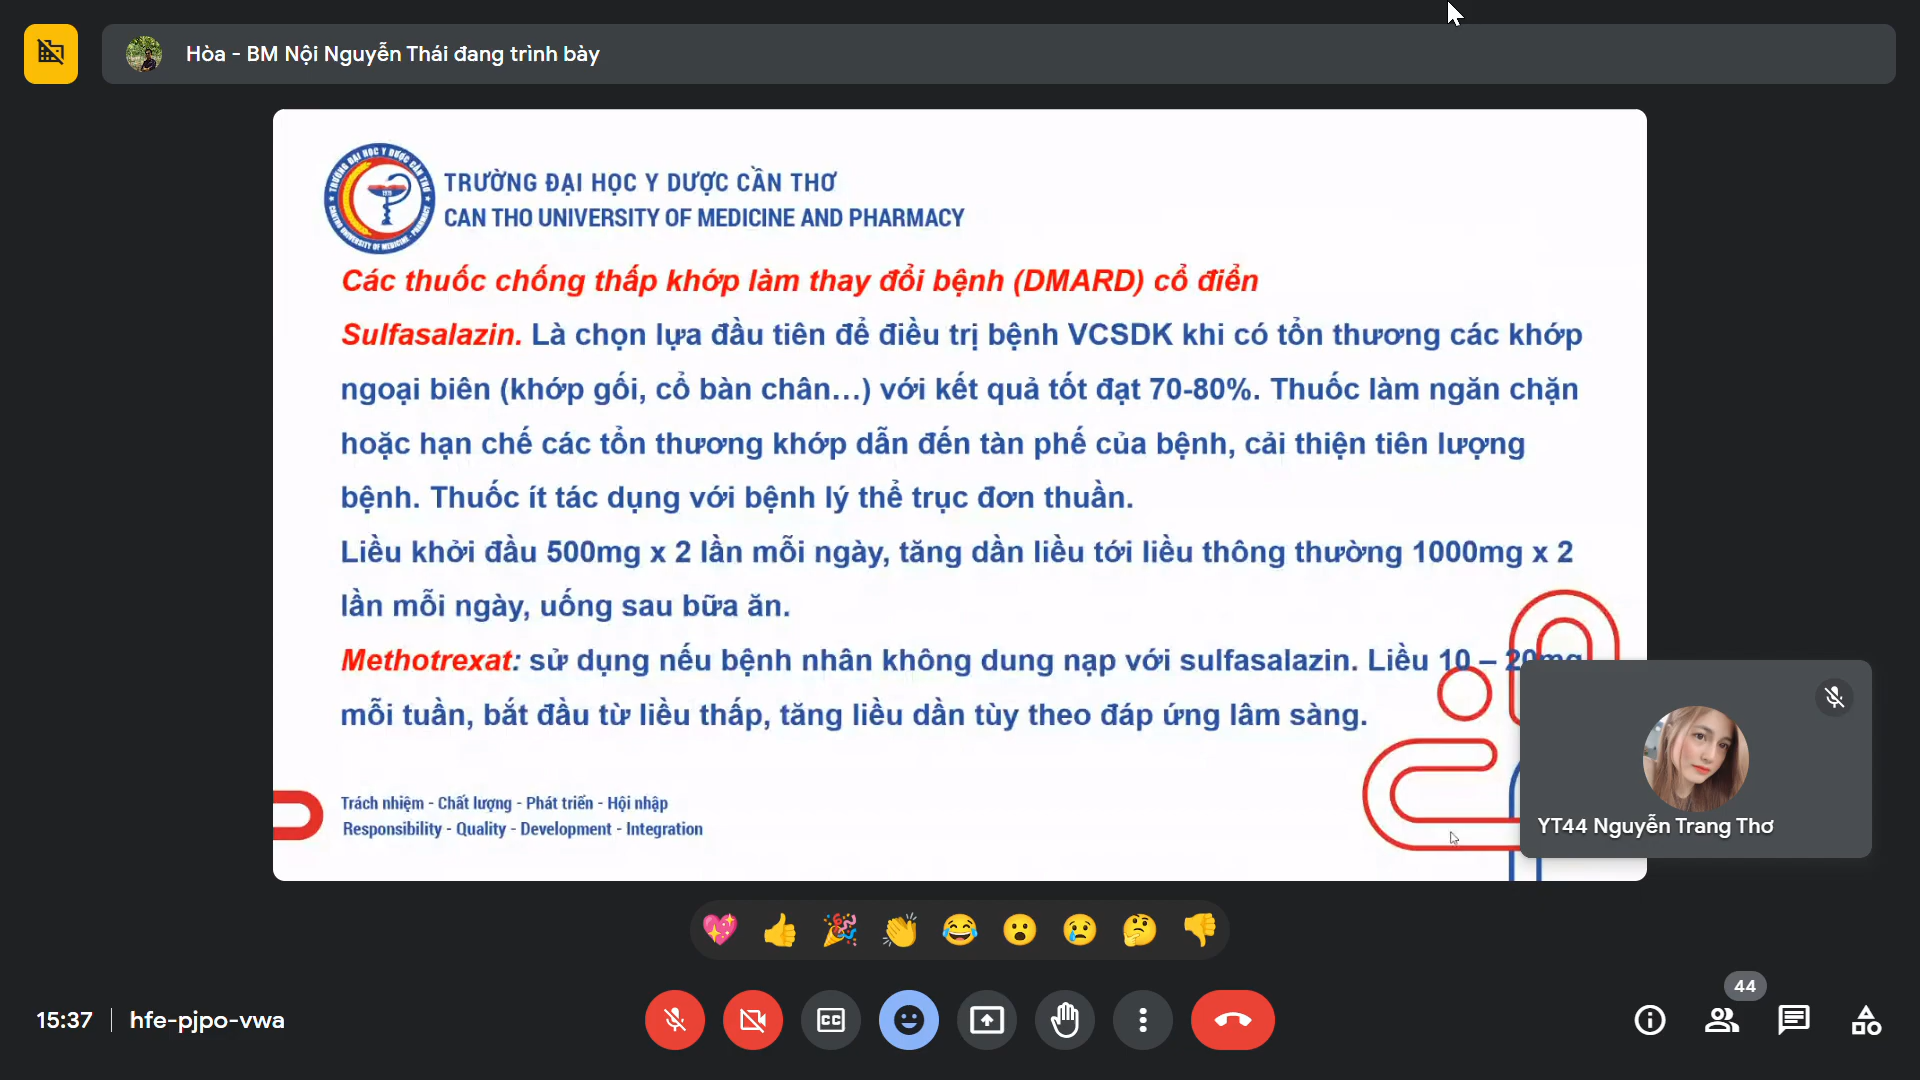 Hòa - BM Nội Nguyễn Thái đang trình bày
TRƯỜNG ĐẠI HỌC Y DƯỢC CẦN THƠ
CAN THO UNIVERSITY OF MEDICINE AND PHARMACY
Các thuốc chống thấp khớp làm thay đổi bệnh (DMARD) cổ điển
Sulfasalazin. Là chọn lựa đầu tiên để điều trị bệnh VCSDK khi có tổn thương các khớp
ngoại biên (khớp gối, cổ bàn chân...) với kết quả tốt đạt 70-80%. Thuốc làm ngăn chặn
hoặc hạn chế các tổn thương khớp dẫn đến tàn phế của bệnh, cải thiện tiên lượng
bệnh. Thuốc ít tác dụng với bệnh lý thể trục đơn thuần.
Liều khởi đầu 500mg x 2 lần mỗi ngày, tăng dần liều tới liều thông thường 1000mg x 2
lần mỗi ngày, uống sau bữa ăn.
Methotrexat: sử dụng nếu bệnh nhân không dung nạp với sulfasalazin. Liều 10 – 20mg
mỗi tuần, bắt đầu từ liều thấp, tăng liều dần tùy theo đáp ứng lâm sàng.
Trách nhiệm - Chất lượng - Phát triển - Hội nhập
Responsibility - Quality - Development - Integration
YT44 Nguyễn Trang Thơ
44
15:37 | hfe-pjpo-vwa
CC